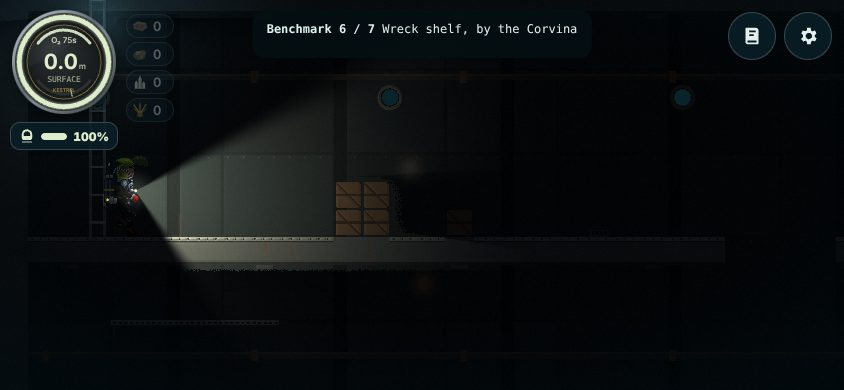 Benchmark 6 / 7 Wreck shelf, by the Corvina
O₂ 75s
0.0m
SURFACE
KESTREL
0
0
0
0
100%